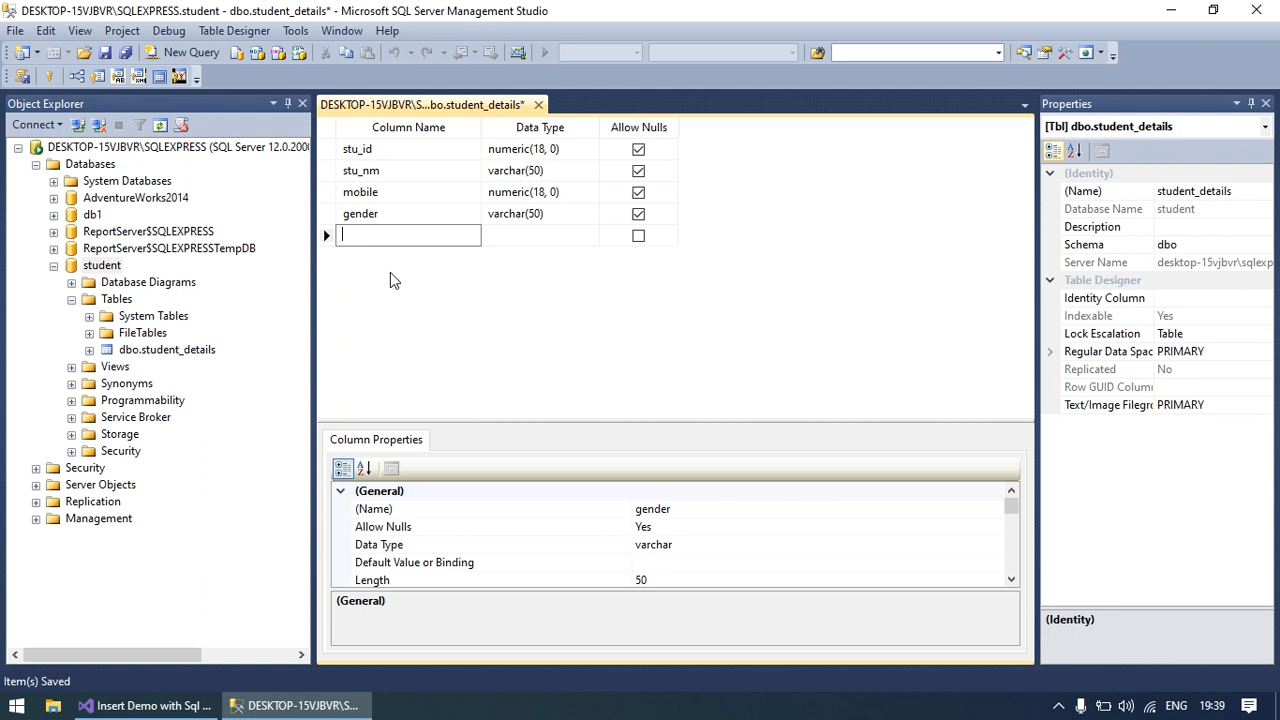 DESKTOP-15VJBVR\SQLEXPRESS.student - dbo.student_details* - Microsoft SQL Server Management Studio
File Edit View Project Debug Table Designer Tools Window Help
New Query
Object Explorer
Connect
DESKTOP-15VJBVR\SQLEXPRESS (SQL Server 12.0.2000
Databases
System Databases
AdventureWorks2014
db1
ReportServer$SQLEXPRESS
ReportServer$SQLEXPRESSTempDB
student
Database Diagrams
Tables
System Tables
FileTables
dbo.student_details
Views
Synonyms
Programmability
Service Broker
Storage
Security
Security
Server Objects
Replication
Management
DESKTOP-15VJBVR\S...bo.student_details*
Column Name Data Type Allow Nulls
stu_id numeric(18, 0)
stu_nm varchar(50)
mobile numeric(18, 0)
gender varchar(50)
Column Properties
(General)
(Name) gender
Allow Nulls Yes
Data Type varchar
Default Value or Binding
Length 50
(General)
Properties
[Tbl] dbo.student_details
(Identity)
(Name) student_details
Database Name student
Description
Schema dbo
Server Name desktop-15vjbvr\sqlexp
Table Designer
Identity Column
Indexable Yes
Lock Escalation Table
Regular Data Spac PRIMARY
Replicated No
Row GUID Column
Text/Image Filegro PRIMARY
(Identity)
Item(s) Saved
Insert Demo with Sql ...
DESKTOP-15VJBVR\S...
ENG 19:39